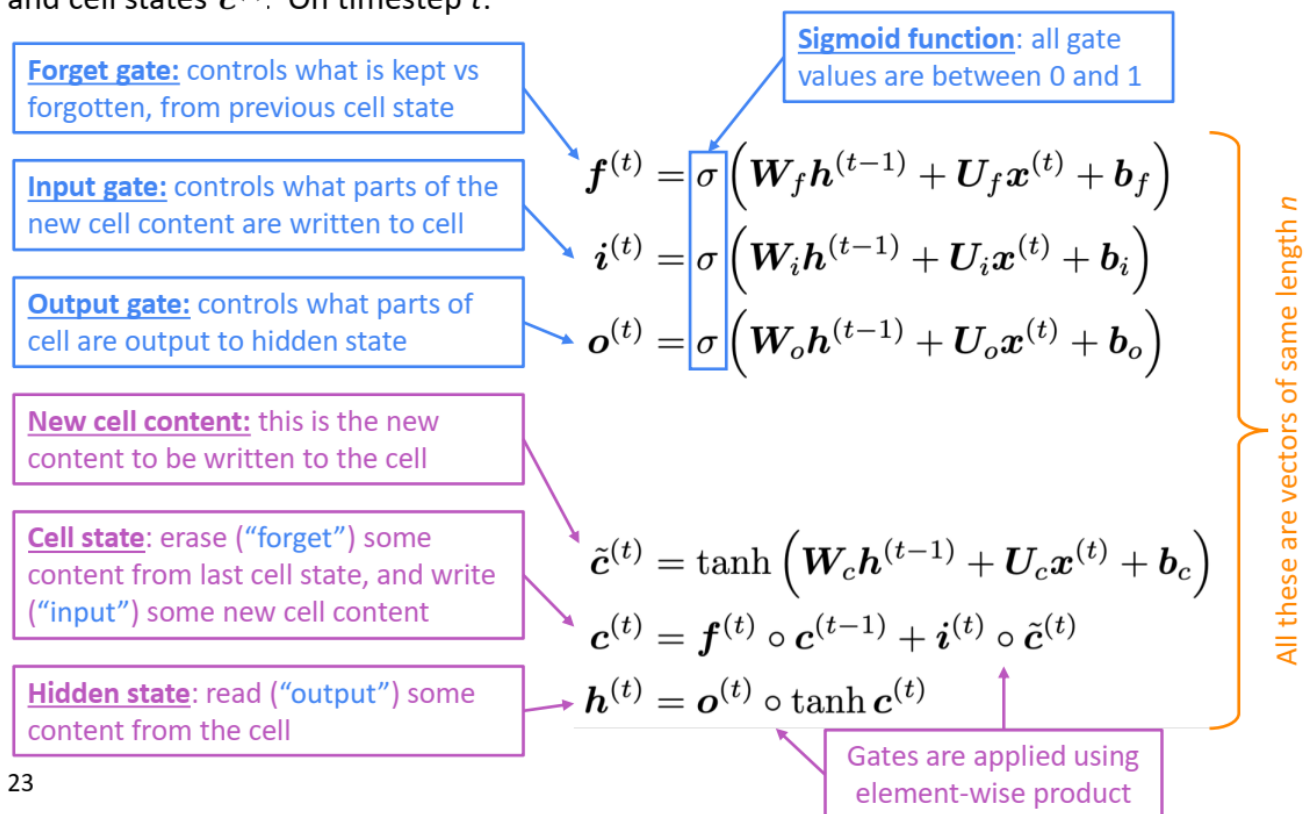 and cell states On timestep t:
Forget gate: controls what is kept vs
forgotten, from previous cell state
Sigmoid function: all gate
values are between 0 and 1
Input gate: controls what parts of the
new cell content are written to cell
Output gate: controls what parts of
cell are output to hidden state
f^{(t)} = σ(W_f h^{(t−1)} + U_f x^{(t)} + b_f)
i^{(t)} = σ(W_i h^{(t−1)} + U_i x^{(t)} + b_i)
o^{(t)} = σ(W_o h^{(t−1)} + U_o x^{(t)} + b_o)
New cell content: this is the new
content to be written to the cell
Cell state: erase (“forget”) some
content from last cell state, and write
(“input”) some new cell content
Hidden state: read (“output”) some
content from the cell
c̃^{(t)} = tanh(W_c h^{(t−1)} + U_c x^{(t)} + b_c)
c^{(t)} = f^{(t)} ∘ c^{(t−1)} + i^{(t)} ∘ c̃^{(t)}
h^{(t)} = o^{(t)} ∘ tanh c^{(t)}
Gates are applied using
element-wise product
All these are vectors of same length n
23